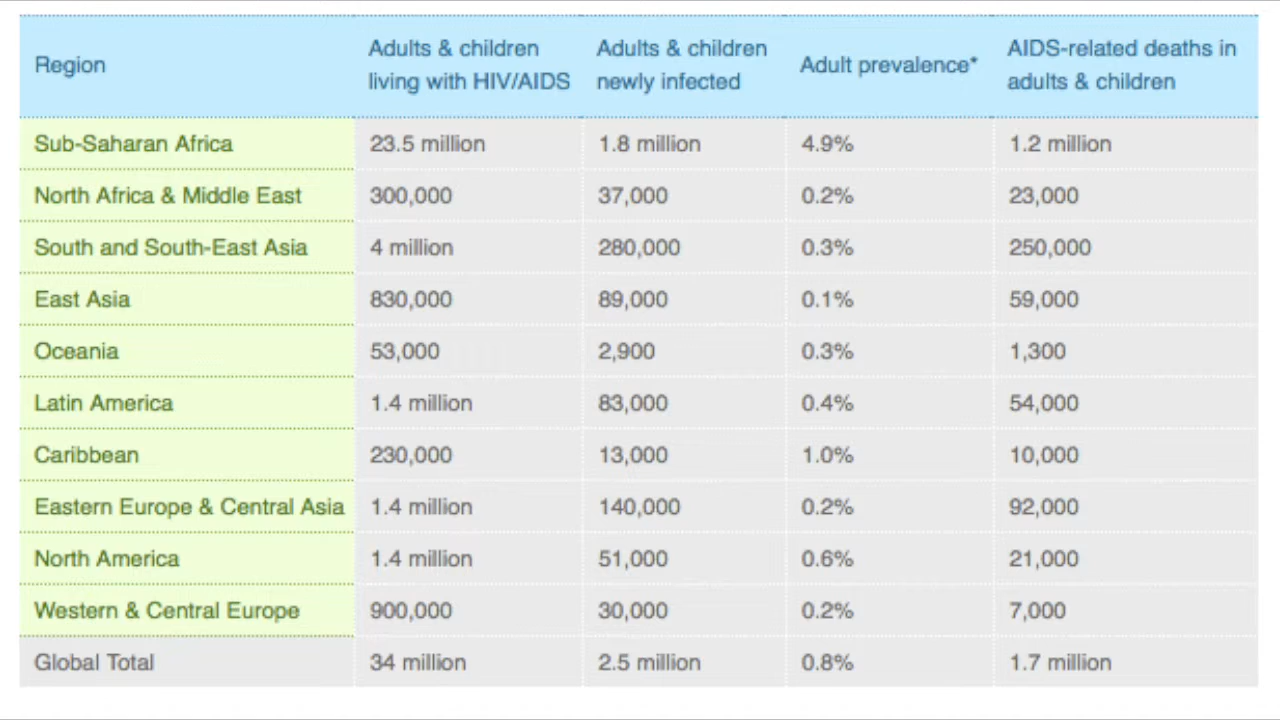 Region Adults & children living with HIV/AIDS Adults & children newly infected Adult prevalence* AIDS-related deaths in adults & children
Sub-Saharan Africa 23.5 million 1.8 million 4.9% 1.2 million
North Africa & Middle East 300,000 37,000 0.2% 23,000
South and South-East Asia 4 million 280,000 0.3% 250,000
East Asia 830,000 89,000 0.1% 59,000
Oceania 53,000 2,900 0.3% 1,300
Latin America 1.4 million 83,000 0.4% 54,000
Caribbean 230,000 13,000 1.0% 10,000
Eastern Europe & Central Asia 1.4 million 140,000 0.2% 92,000
North America 1.4 million 51,000 0.6% 21,000
Western & Central Europe 900,000 30,000 0.2% 7,000
Global Total 34 million 2.5 million 0.8% 1.7 million